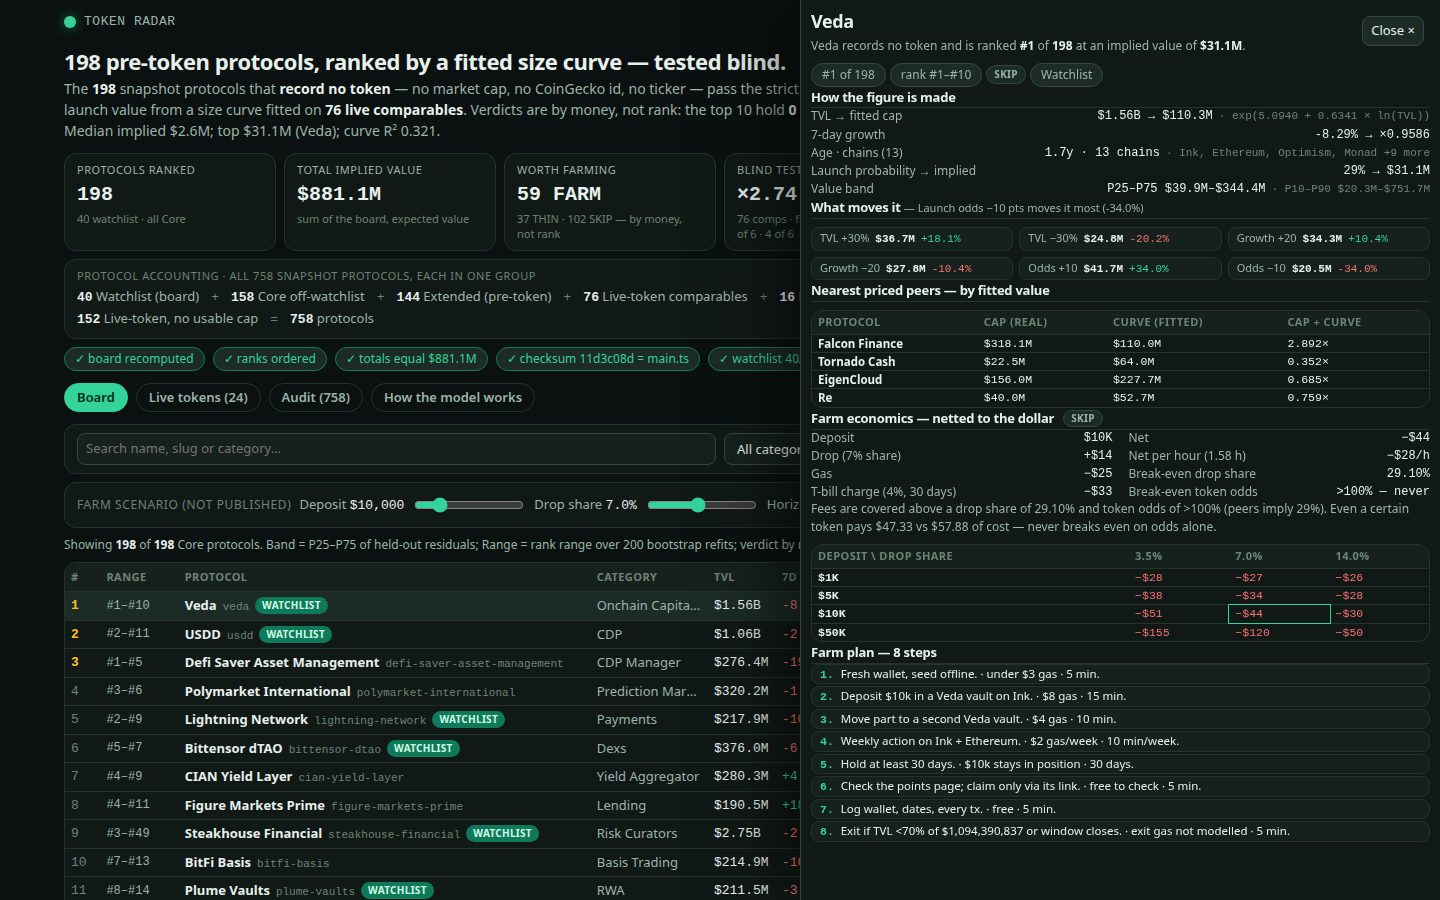 TOKEN RADAR
198 pre-token protocols, ranked by a fitted size curve — tested blind.
The 198 snapshot protocols that record no token — no market cap, no CoinGecko id, no ticker — pass the strict
launch value from a size curve fitted on 76 live comparables. Verdicts are by money, not rank: the top 10 hold 0
Median implied $2.6M; top $31.1M (Veda); curve R² 0.321.
PROTOCOLS RANKED
198
40 watchlist · all Core
TOTAL IMPLIED VALUE
$881.1M
sum of the board, expected value
WORTH FARMING
59 FARM
37 THIN · 102 SKIP — by money,
not rank
BLIND TEST
×2.74
76 comps · f
of 6 · 4 of 6
PROTOCOL ACCOUNTING · ALL 758 SNAPSHOT PROTOCOLS, EACH IN ONE GROUP
40 Watchlist (board) + 158 Core off-watchlist + 144 Extended (pre-token) + 76 Live-token comparables + 16
152 Live-token, no usable cap = 758 protocols
✓ board recomputed ✓ ranks ordered ✓ totals equal $881.1M ✓ checksum 11d3c08d = main.ts ✓ watchlist 40
Board Live tokens (24) Audit (758) How the model works
Search name, slug or category... All categor
FARM SCENARIO (NOT PUBLISHED) Deposit $10,000 Drop share 7.0% Horiz
Showing 198 of 198 Core protocols. Band = P25–P75 of held-out residuals; Range = rank range over 200 bootstrap refits; verdict by
# RANGE PROTOCOL CATEGORY TVL 7D
1 #1–#10 Veda veda WATCHLIST Onchain Capita... $1.56B -8
2 #2–#11 USDD usdd WATCHLIST CDP $1.06B -2
3 #1–#5 Defi Saver Asset Management defi-saver-asset-management CDP Manager $276.4M -19
4 #3–#6 Polymarket International polymarket-international Prediction Mar... $320.2M -1
5 #2–#9 Lightning Network lightning-network WATCHLIST Payments $217.9M -10
6 #5–#7 Bittensor dTAO bittensor-dtao WATCHLIST Dexs $376.0M -6
7 #4–#9 CIAN Yield Layer cian-yield-layer Yield Aggregator $280.3M +4
8 #4–#11 Figure Markets Prime figure-markets-prime Lending $190.5M +18
9 #3–#49 Steakhouse Financial steakhouse-financial WATCHLIST Risk Curators $2.75B -2
10 #7–#13 BitFi Basis bitfi-basis Basis Trading $214.9M -10
11 #8–#14 Plume Vaults plume-vaults WATCHLIST RWA $211.5M -3
Veda
Close ×
Veda records no token and is ranked #1 of 198 at an implied value of $31.1M.
#1 of 198 rank #1–#10 SKIP Watchlist
How the figure is made
TVL → fitted cap $1.56B → $110.3M · exp(5.0940 + 0.6341 × ln(TVL))
7-day growth -8.29% → ×0.9586
Age · chains (13) 1.7y · 13 chains · Ink, Ethereum, Optimism, Monad +9 more
Launch probability → implied 29% → $31.1M
Value band P25–P75 $39.9M–$344.4M · P10–P90 $20.3M–$751.7M
What moves it — Launch odds −10 pts moves it most (-34.0%)
TVL +30% $36.7M +18.1% TVL −30% $24.8M -20.2% Growth +20 $34.3M +10.4%
Growth −20 $27.8M -10.4% Odds +10 $41.7M +34.0% Odds −10 $20.5M -34.0%
Nearest priced peers — by fitted value
PROTOCOL CAP (REAL) CURVE (FITTED) CAP ÷ CURVE
Falcon Finance $318.1M $110.0M 2.892×
Tornado Cash $22.5M $64.0M 0.352×
EigenCloud $156.0M $227.7M 0.685×
Re $40.0M $52.7M 0.759×
Farm economics — netted to the dollar SKIP
Deposit $10K Net −$44
Drop (7% share) +$14 Net per hour (1.58 h) −$28/h
Gas −$25 Break-even drop share 29.10%
T-bill charge (4%, 30 days) −$33 Break-even token odds >100% — never
Fees are covered above a drop share of 29.10% and token odds of >100% (peers imply 29%). Even a certain
token pays $47.33 vs $57.88 of cost — never breaks even on odds alone.
DEPOSIT \ DROP SHARE 3.5% 7.0% 14.0%
$1K −$28 −$27 −$26
$5K −$38 −$34 −$28
$10K −$51 −$44 −$30
$50K −$155 −$120 −$50
Farm plan — 8 steps
1. Fresh wallet, seed offline. · under $3 gas · 5 min.
2. Deposit $10k in a Veda vault on Ink. · $8 gas · 15 min.
3. Move part to a second Veda vault. · $4 gas · 10 min.
4. Weekly action on Ink + Ethereum. · $2 gas/week · 10 min/week.
5. Hold at least 30 days. · $10k stays in position · 30 days.
6. Check the points page; claim only via its link. · free to check · 5 min.
7. Log wallet, dates, every tx. · free · 5 min.
8. Exit if TVL <70% of $1,094,390,837 or window closes. · exit gas not modelled · 5 min.